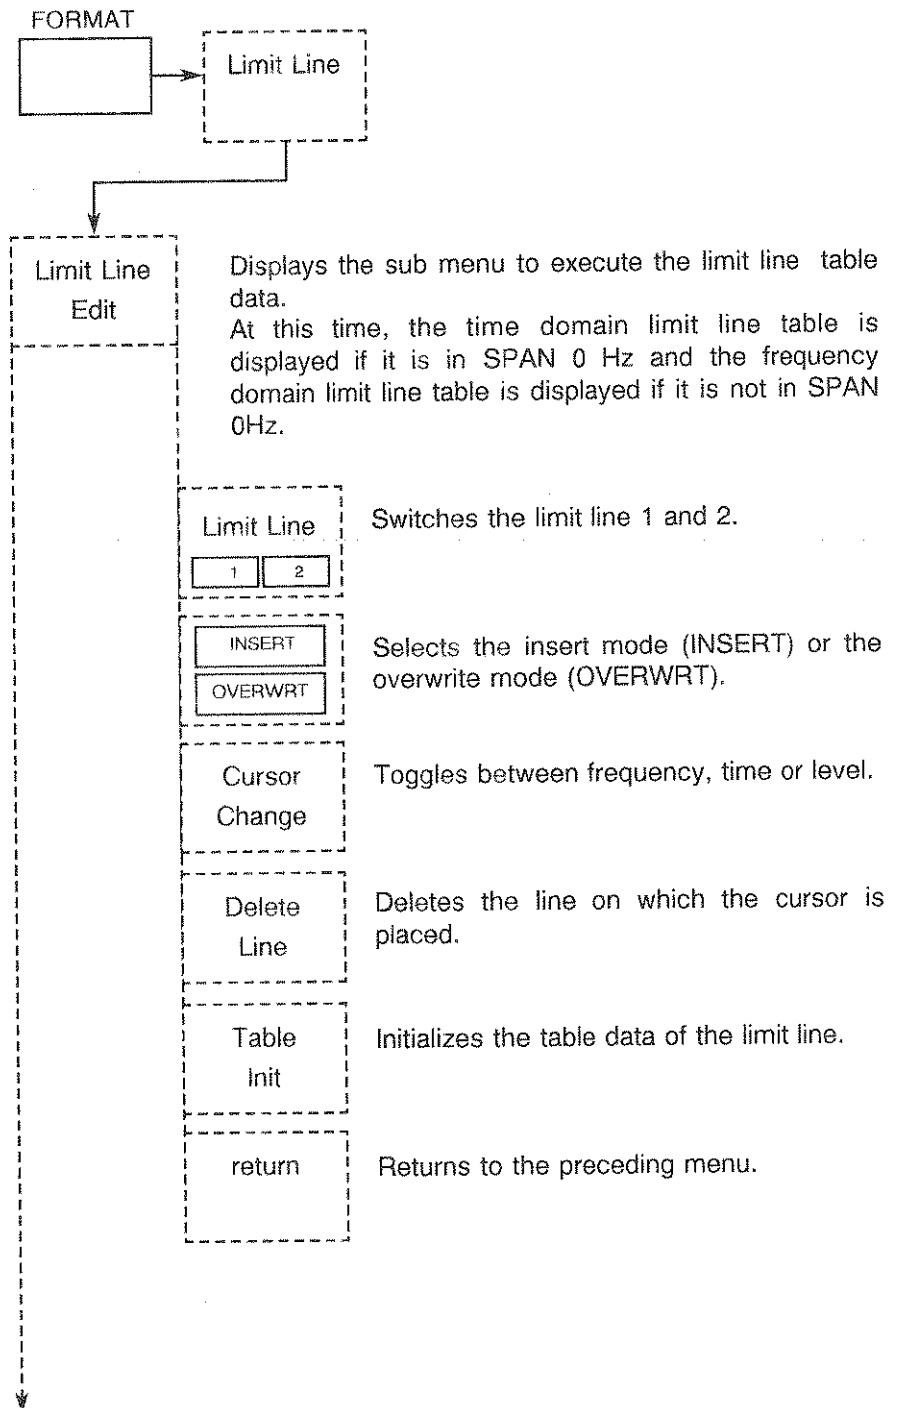 FORMAT
Limit Line
Limit Line
Edit
Displays the sub menu to execute the limit line table
data.
At this time, the time domain limit line table is
displayed if it is in SPAN 0 Hz and the frequency
domain limit line table is displayed if it is not in SPAN
0Hz.
Limit Line
1 2
Switches the limit line 1 and 2.
INSERT
OVERWRT
Selects the insert mode (INSERT) or the
overwrite mode (OVERWRT).
Cursor
Change
Toggles between frequency, time or level.
Delete
Line
Deletes the line on which the cursor is
placed.
Table
Init
Initializes the table data of the limit line.
return
Returns to the preceding menu.